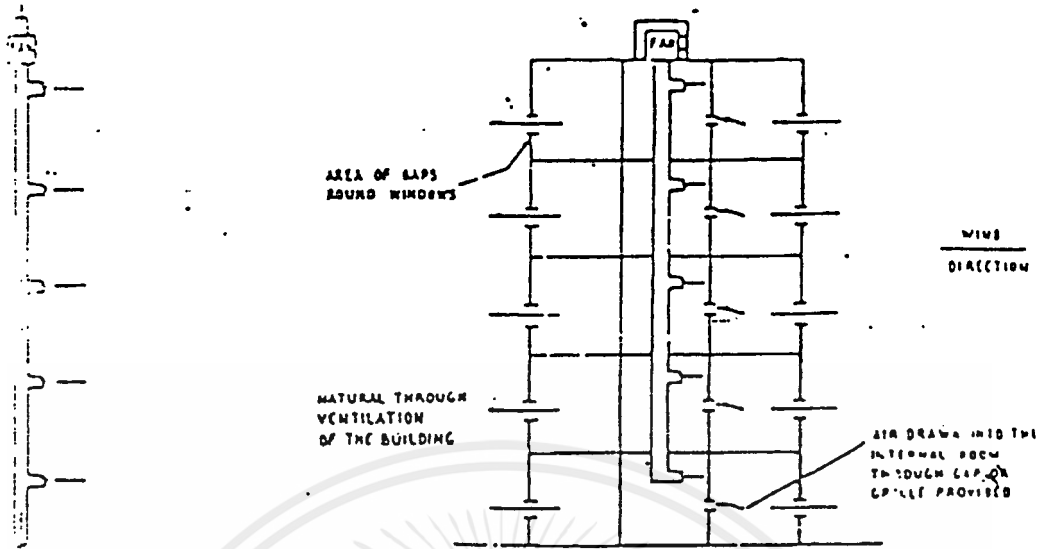 FAN
AREA OF GAPS
ROUND WINDOWS
WIND
DIRECTION
NATURAL THROUGH
VENTILATION
OF THE BUILDING
AIR DRAWN INTO THE
INTERNAL ROOM
THROUGH GAP OR
GRILLE PROVIDED